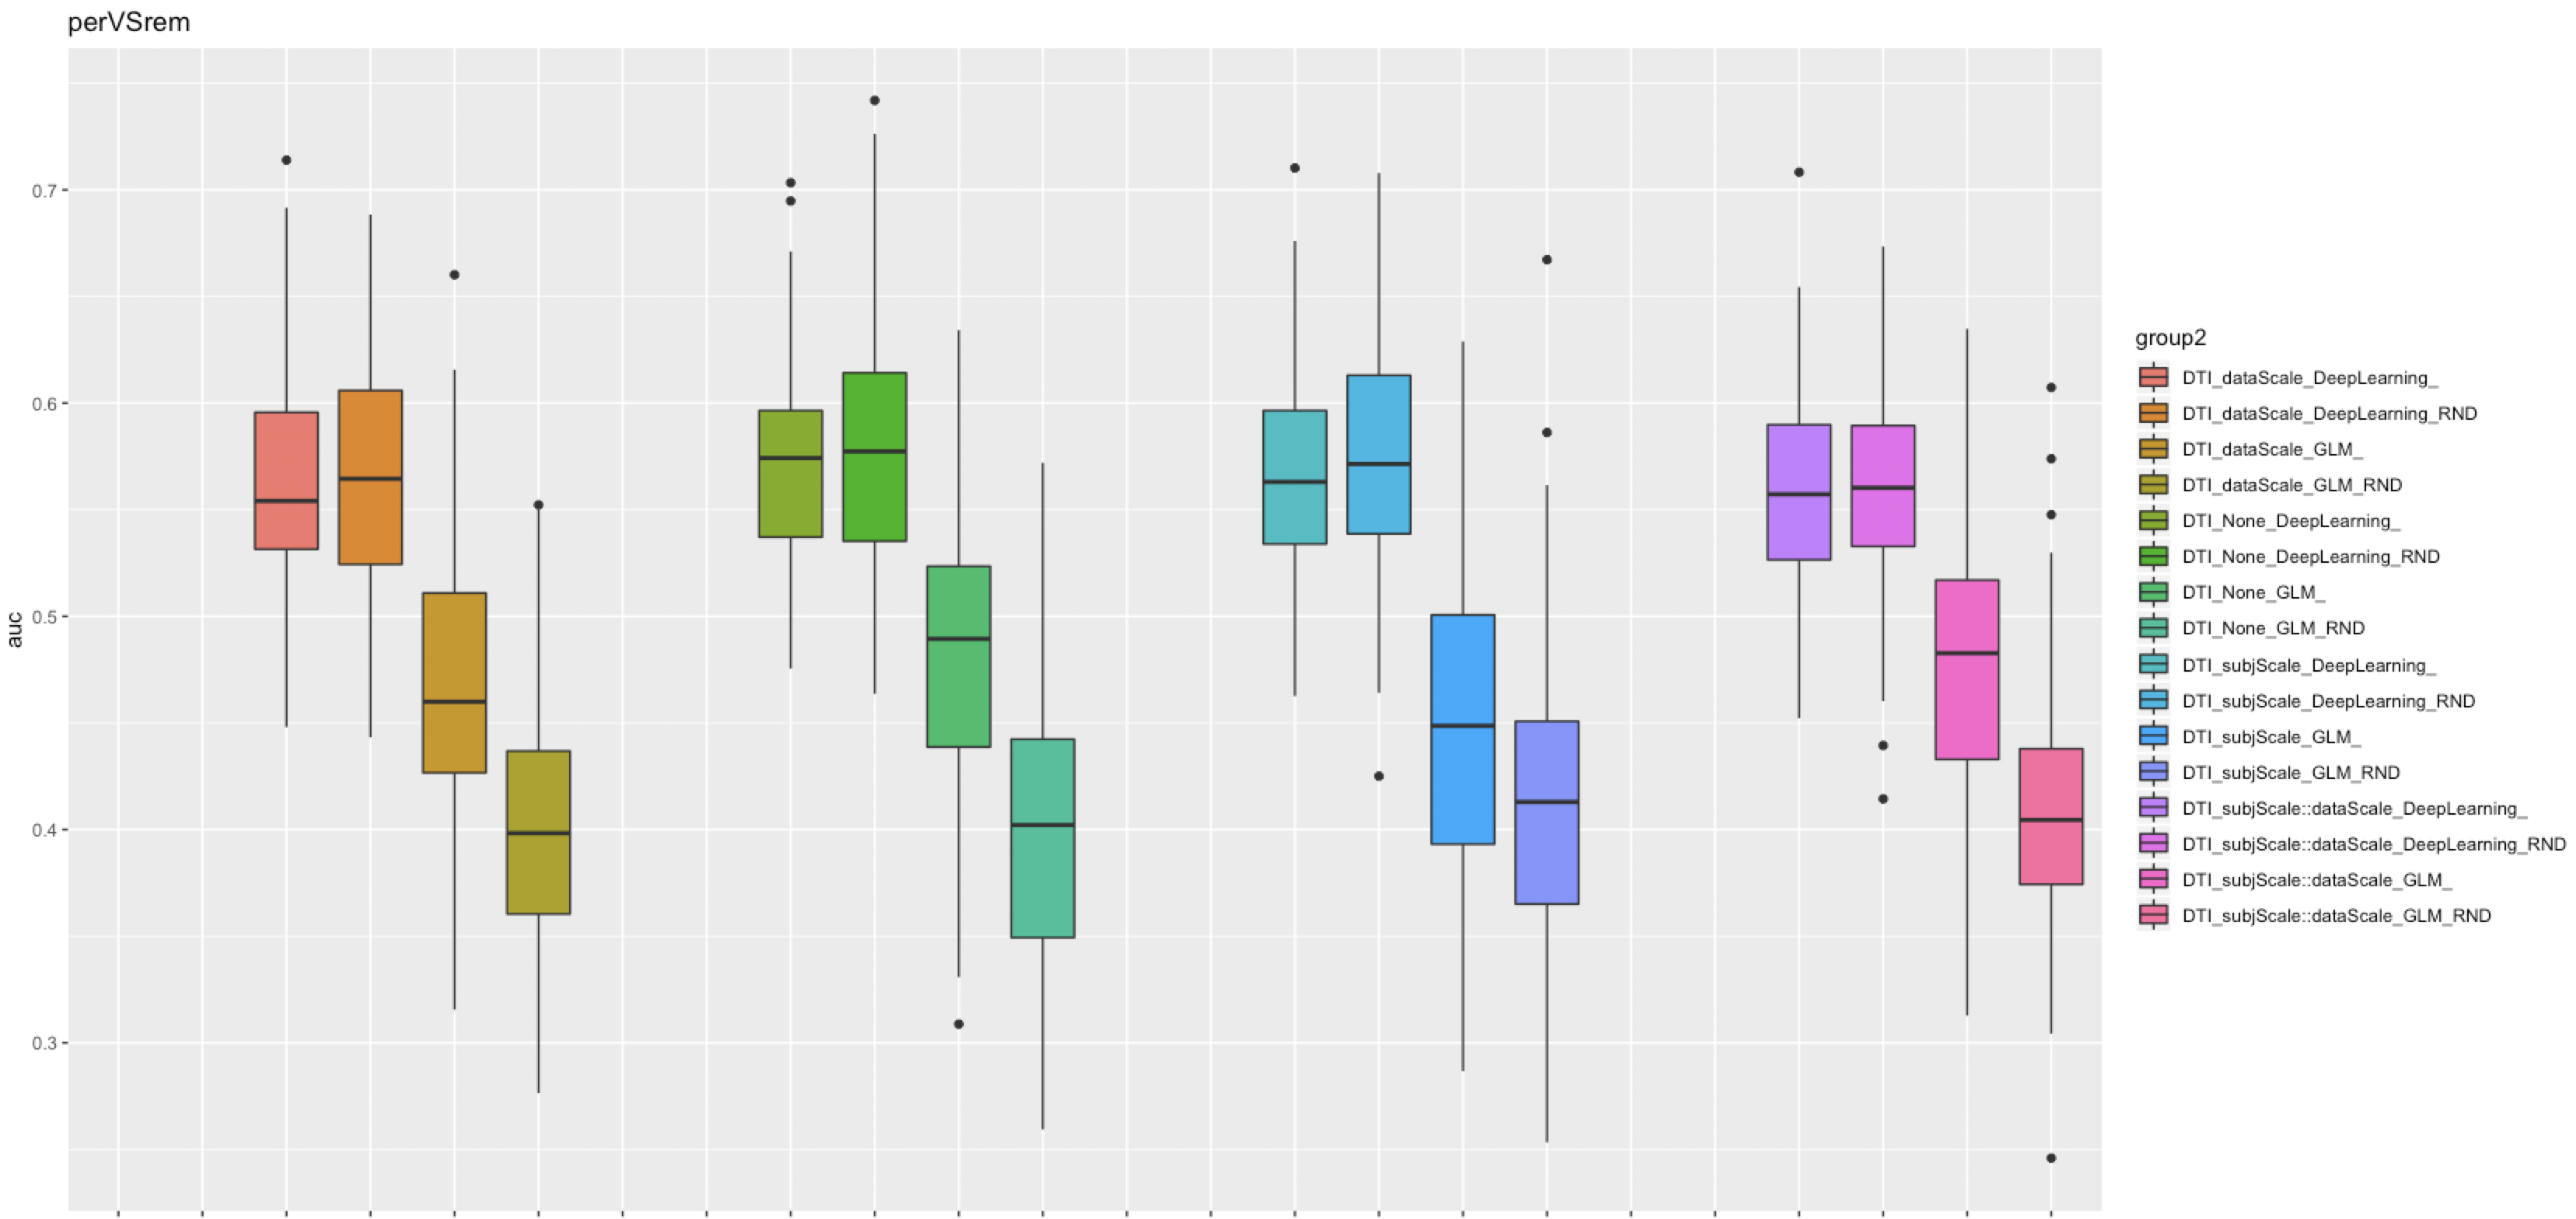 perVSrem
auc
0.7
0.6
0.5
0.4
0.3
group2
DTI_dataScale_DeepLearning_
DTI_dataScale_DeepLearning_RND
DTI_dataScale_GLM_
DTI_dataScale_GLM_RND
DTI_None_DeepLearning_
DTI_None_DeepLearning_RND
DTI_None_GLM_
DTI_None_GLM_RND
DTI_subjScale_DeepLearning_
DTI_subjScale_DeepLearning_RND
DTI_subjScale_GLM_
DTI_subjScale_GLM_RND
DTI_subjScale::dataScale_DeepLearning_
DTI_subjScale::dataScale_DeepLearning_RND
DTI_subjScale::dataScale_GLM_
DTI_subjScale::dataScale_GLM_RND